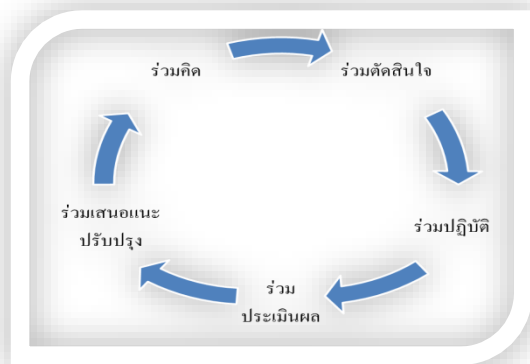 ร่วมคิด
ร่วมตัดสินใจ
ร่วมปฏิบัติ
ร่วม
ประเมินผล
ร่วมเสนอแนะ
ปรับปรุง